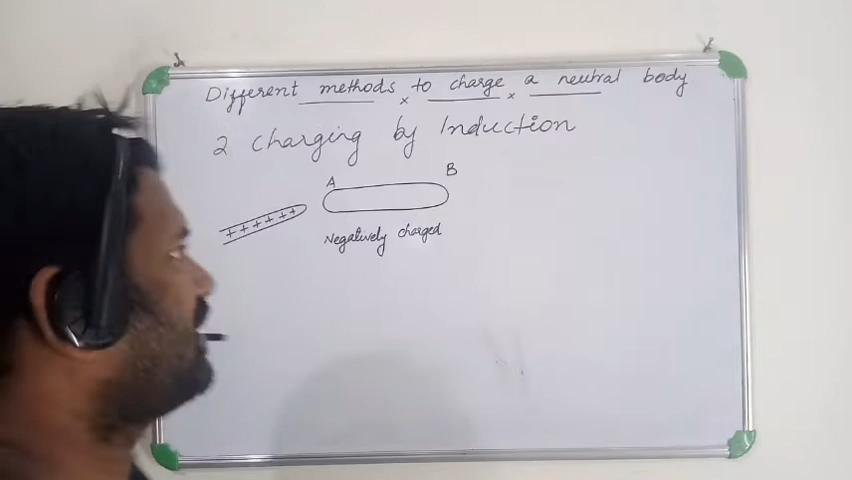 Different methods to charge a neutral body
x x
2 Charging by Induction
A B
+ + + + + +
Negatively charged